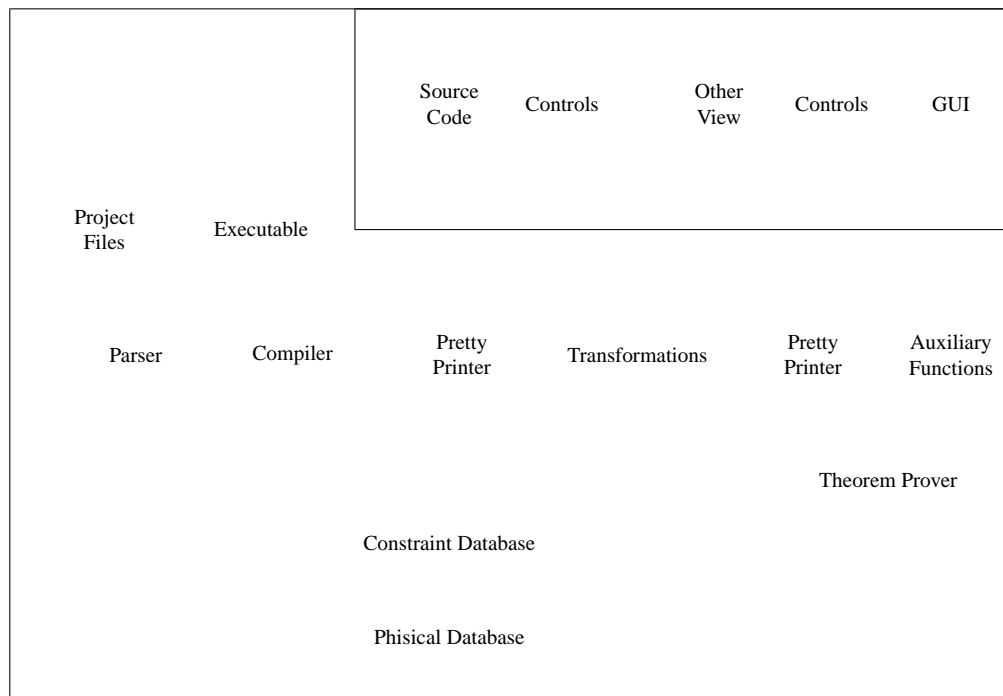 Source
Code
Controls
Other
View
Controls
GUI
Project
Files
Executable
Parser
Compiler
Pretty
Printer
Transformations
Pretty
Printer
Auxiliary
Functions
Theorem Prover
Constraint Database
Phisical Database